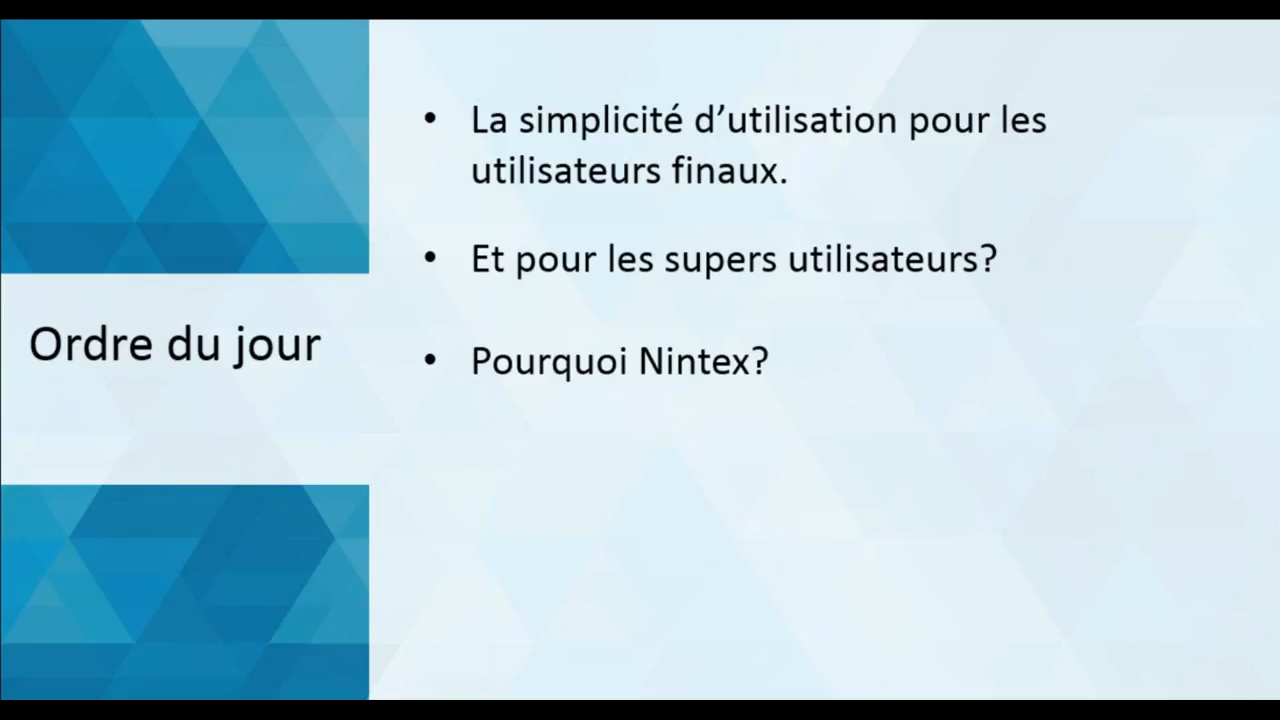 Ordre du jour
• La simplicité d’utilisation pour les
utilisateurs finaux.
• Et pour les supers utilisateurs?
• Pourquoi Nintex?